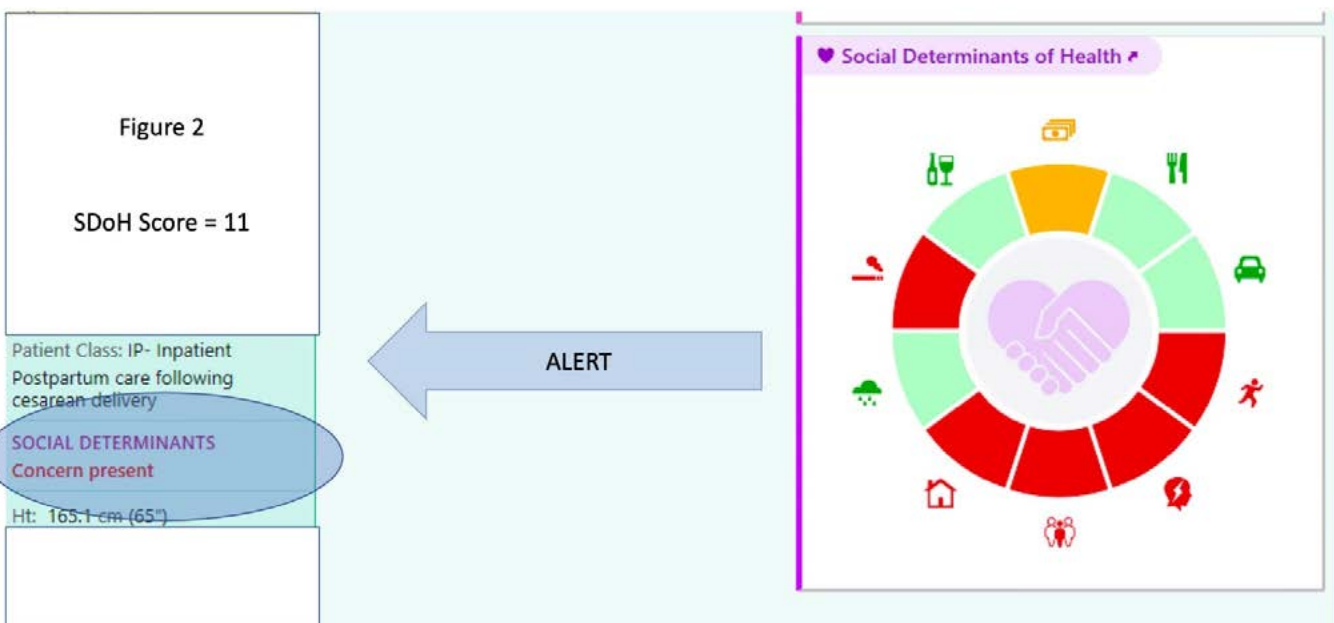 Figure 2
SDoH Score = 11
Patient Class: IP- Inpatient
Postpartum care following
cesarean delivery
SOCIAL DETERMINANTS
Concern present
Ht: 165.1 cm (65")
ALERT
Social Determinants of Health